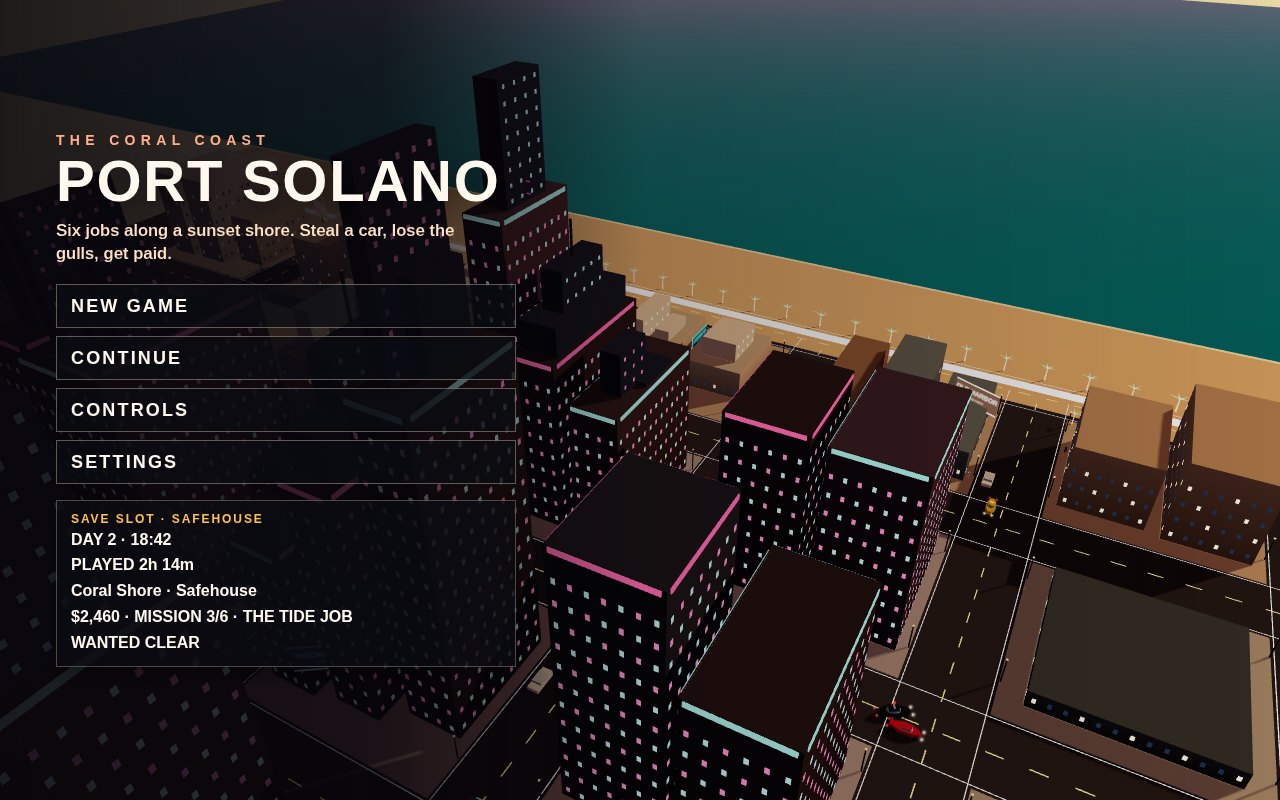 THE CORAL COAST
PORT SOLANO
Six jobs along a sunset shore. Steal a car, lose the
gulls, get paid.
NEW GAME
CONTINUE
CONTROLS
SETTINGS
SAVE SLOT · SAFEHOUSE
DAY 2 · 18:42
PLAYED 2h 14m
Coral Shore · Safehouse
$2,460 · MISSION 3/6 · THE TIDE JOB
WANTED CLEAR